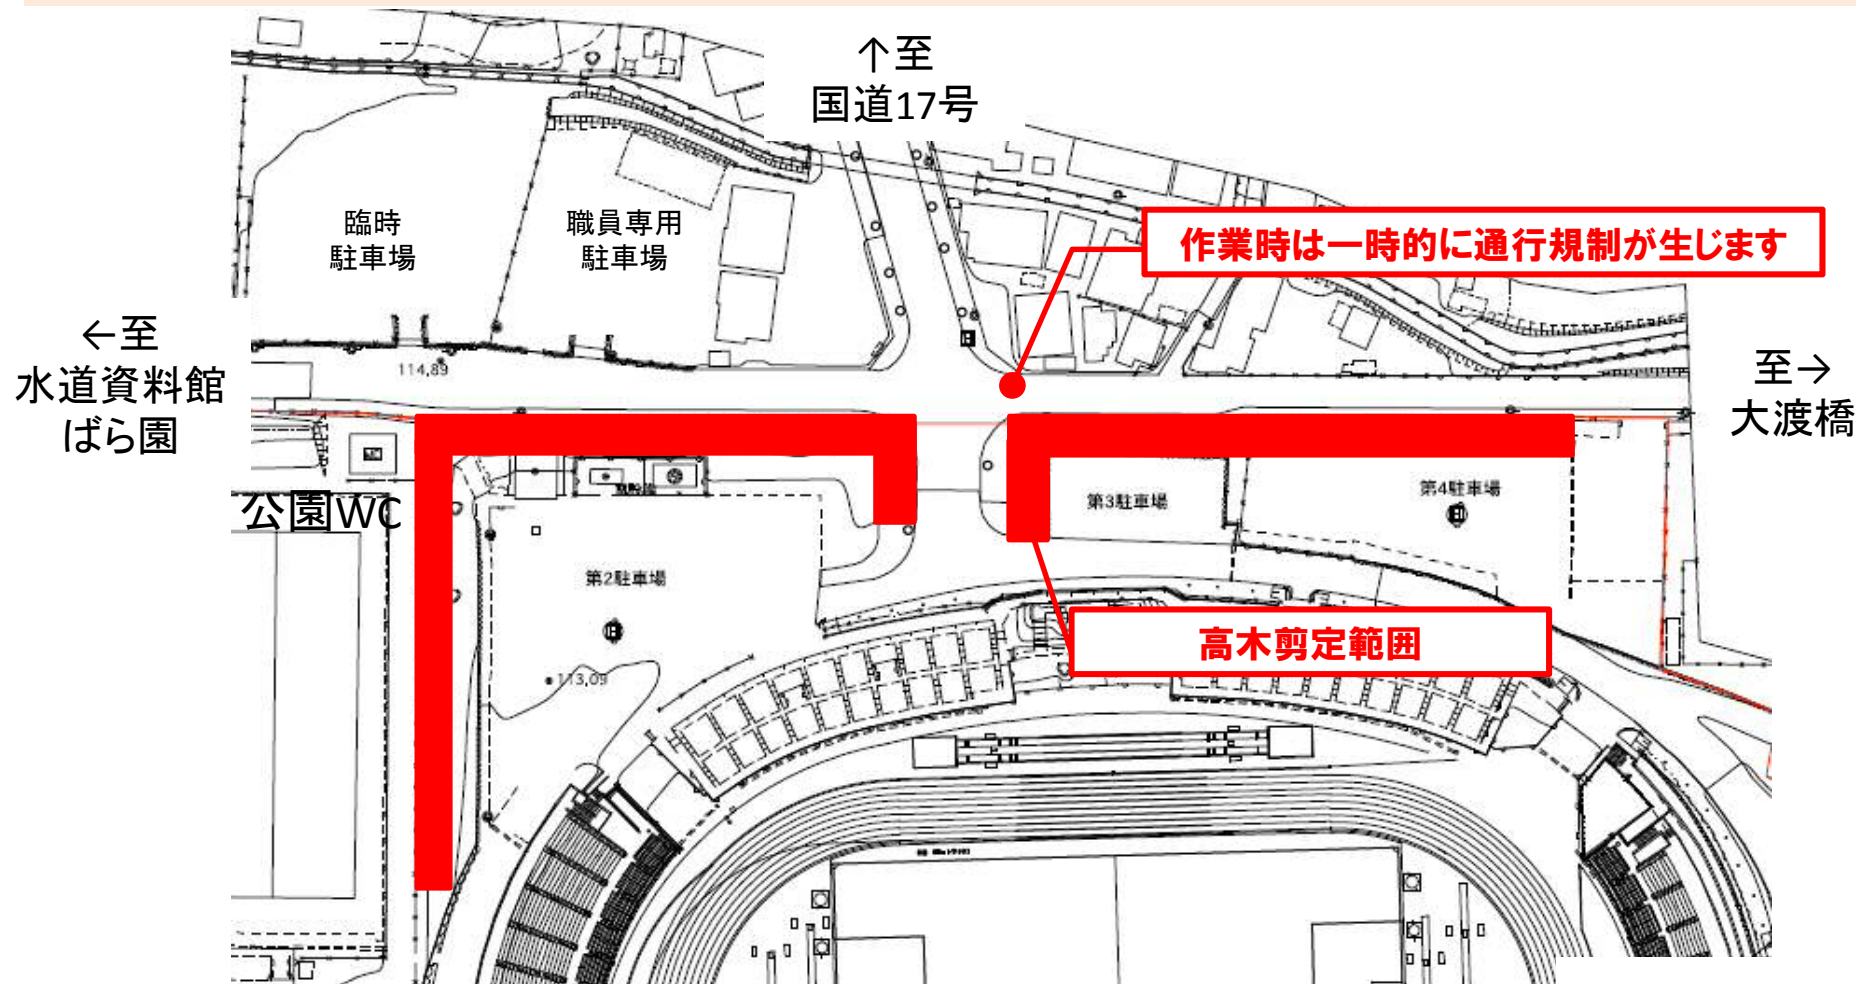 ↑至
国道17号
臨時
駐車場
職員専用
駐車場
作業時は一時的に通行規制が生じます
←至
水道資料館
ばら園
至→
大渡橋
114,89
公園WC
第3駐車場
第4駐車場
第2駐車場
高木剪定範囲
113,09